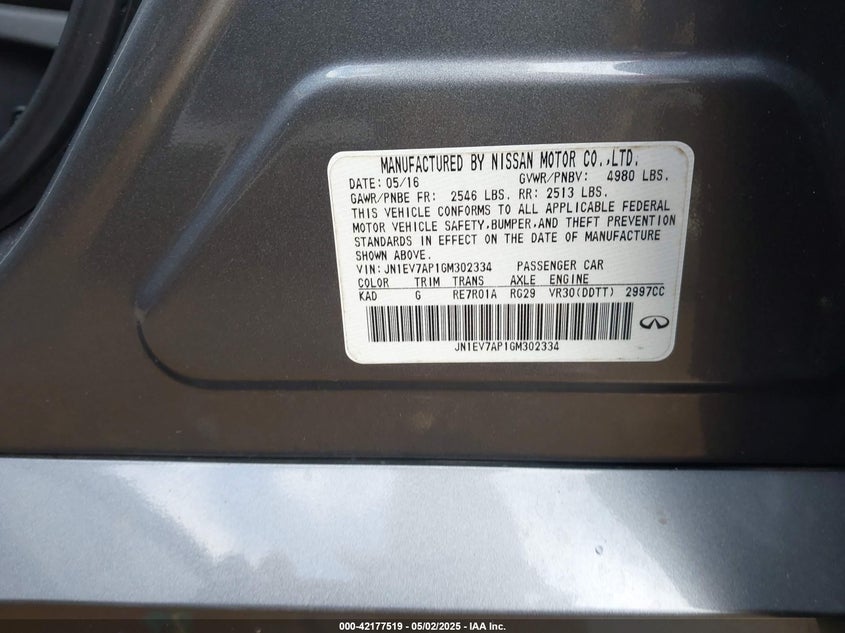 MANUFACTURED BY NISSAN MOTOR CO.,LTD.
DATE: 05/16 GVWR/PNBV: 4980 LBS.
GAWR/PNBE FR: 2546 LBS. RR: 2513 LBS.
THIS VEHICLE CONFORMS TO ALL APPLICABLE FEDERAL
MOTOR VEHICLE SAFETY,BUMPER,AND THEFT PREVENTION
STANDARDS IN EFFECT ON THE DATE OF MANUFACTURE
SHOWN ABOVE.
VIN: JN1EV7AP1GM302334 PASSENGER CAR
COLOR TRIM TRANS AXLE ENGINE
KAD G RE7R01A RG29 VR30(DDTT) 2997CC
JN1EV7AP1GM302334
000-42177519 - 05/02/2025 - IAA Inc.